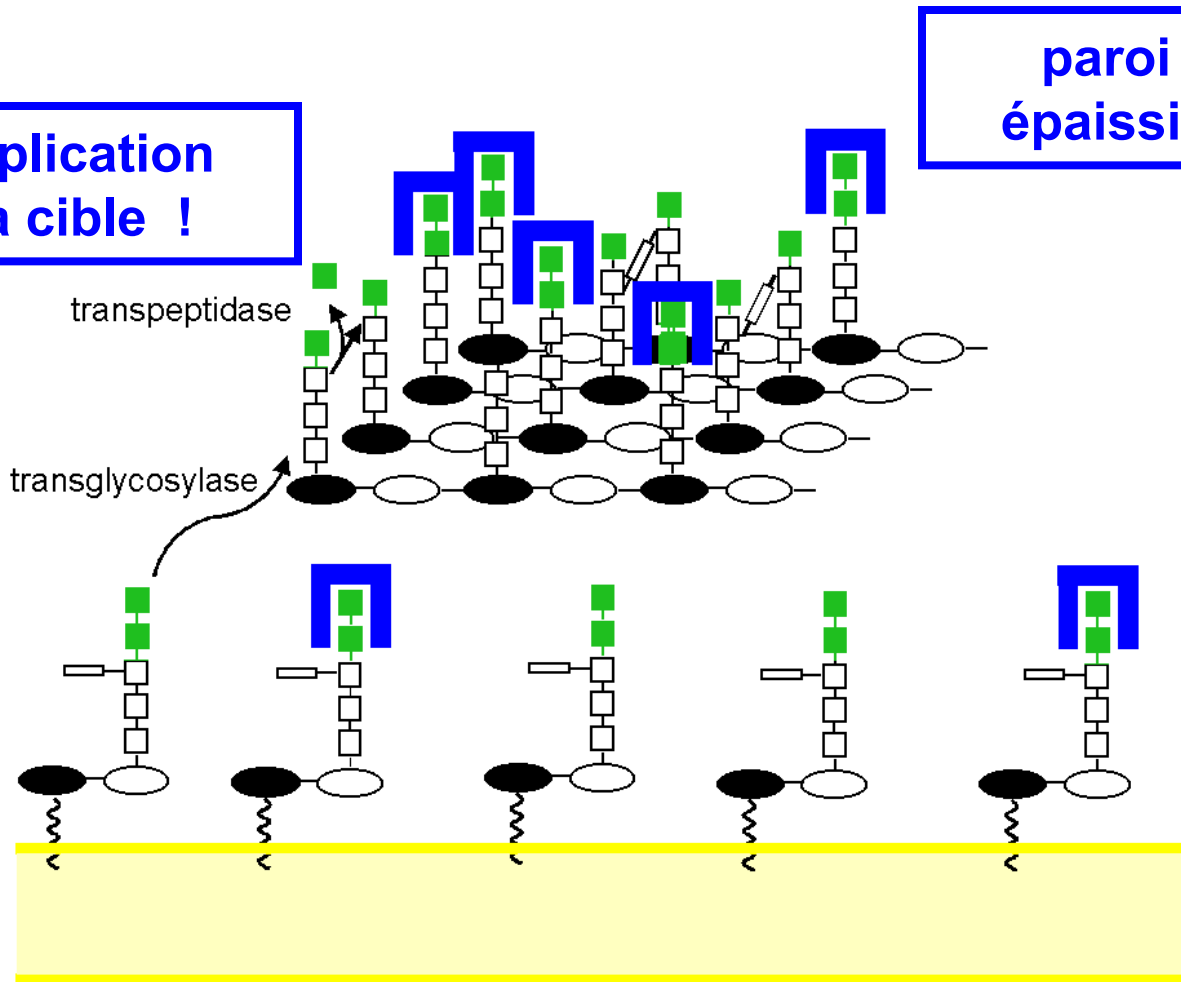 paroi
épaissi
plication
a cible !
transpeptidase
transglycosylase